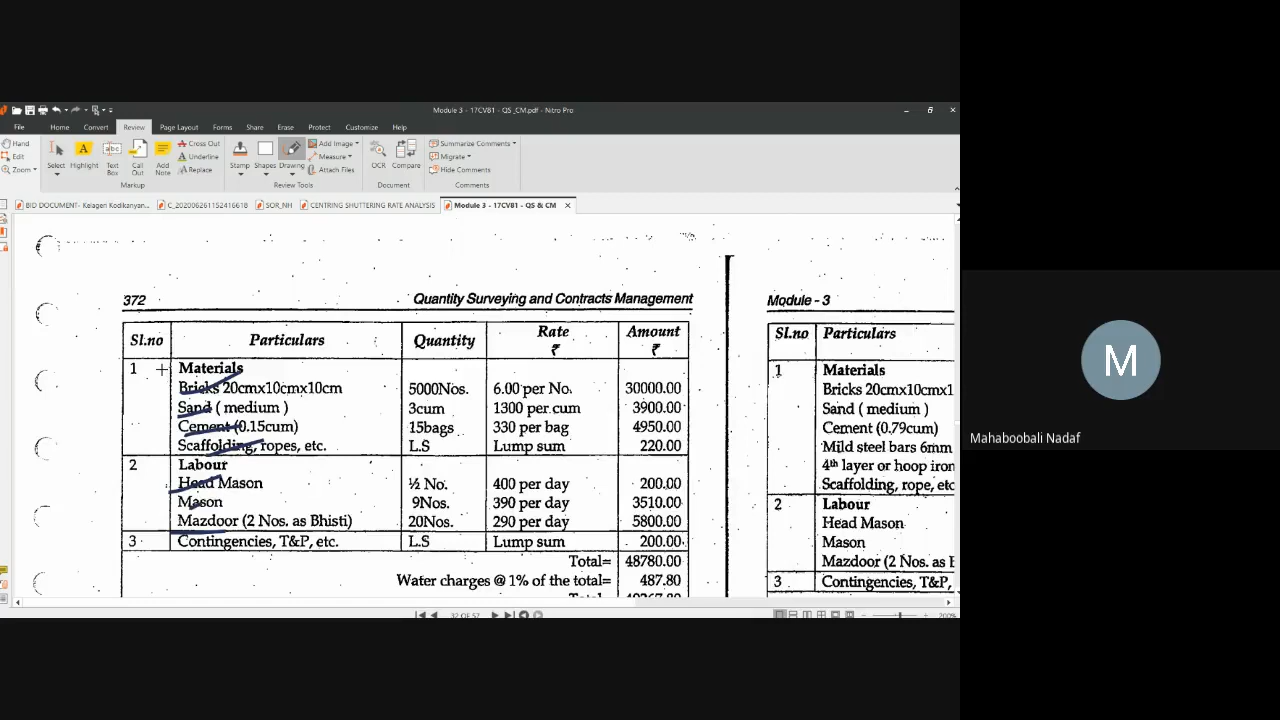 Module 3 - 17CV81 - QS_CM.pdf - Nitro Pro
File Home Convert Review Page Layout Forms Share Erase Protect Customize Help
Hand Edit Zoom
Select Highlight Text Box Call Out Add Note Cross Out Underline Replace
Markup
Stamp Shapes Drawing Add Image Measure Attach Files
Review Tools
OCR Compare
Document
Summarize Comments Migrate Hide Comments
Comments
BID DOCUMENT- Kelageri Kodikanyan... C_202006261152416618 SOR_NH CENTRING SHUTTERING RATE ANALYSIS Module 3 - 17CV81 - QS & CM
372 Quantity Surveying and Contracts Management
Sl.no Particulars Quantity Rate ₹ Amount ₹
1 Materials
Bricks 20cmx10cmx10cm 5000Nos. 6.00 per No. 30000.00
Sand ( medium ) 3cum 1300 per cum 3900.00
Cement (0.15cum) 15bags 330 per bag 4950.00
Scaffolding, ropes, etc. L.S Lump sum 220.00
2 Labour
Head Mason ½ No. 400 per day 200.00
Mason 9Nos. 390 per day 3510.00
Mazdoor (2 Nos. as Bhisti) 20Nos. 290 per day 5800.00
3 Contingencies, T&P, etc. L.S Lump sum 200.00
Total= 48780.00
Water charges @ 1% of the total= 487.80
Module - 3
Sl.no Particulars
1 Materials
Bricks 20cmx10cmx1
Sand ( medium )
Cement (0.79cum)
Mild steel bars 6mm
4th layer or hoop iron
Scaffolding, rope, etc
2 Labour
Head Mason
Mason
Mazdoor (2 Nos. as B
3 Contingencies, T&P,
32 OF 57
200%
M
Mahaboobali Nadaf